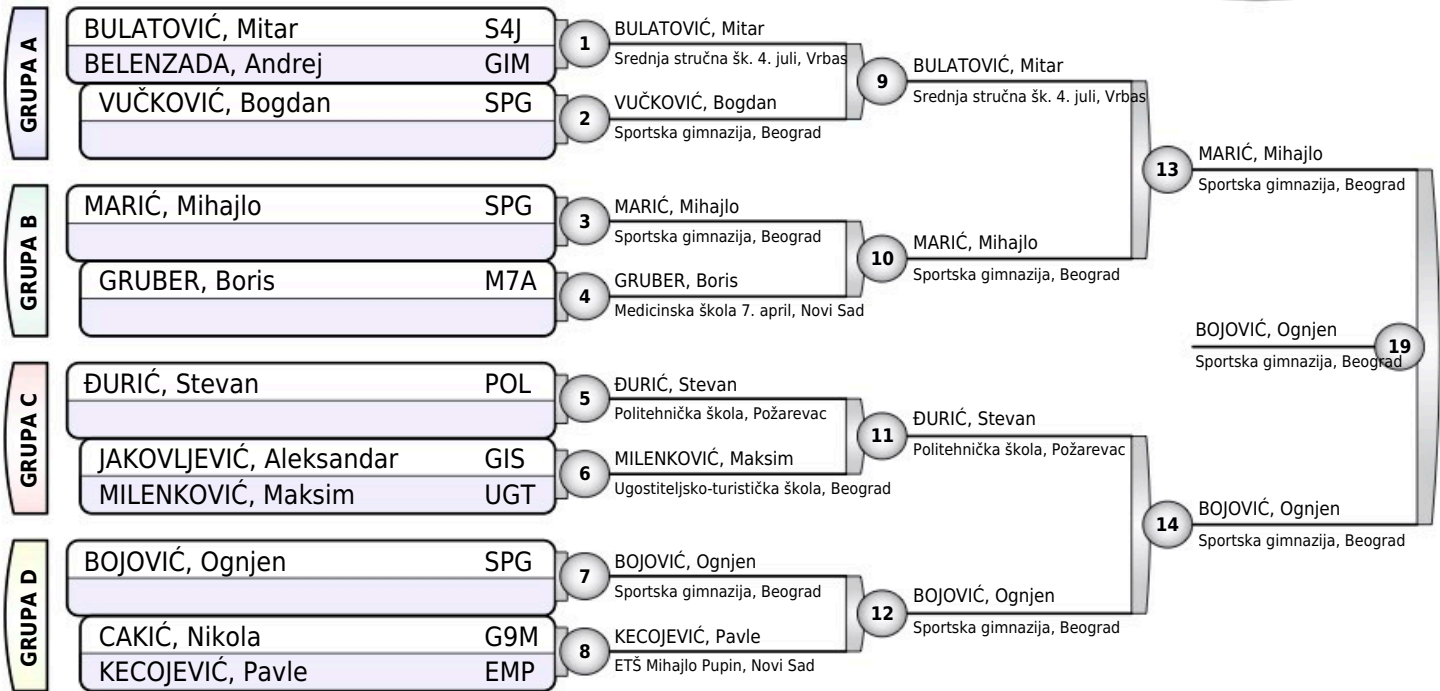 GRUPA A
BULATOVIĆ, Mitar S4J
BELENZADA, Andrej GIM
VUČKOVIĆ, Bogdan SPG
1
BULATOVIĆ, Mitar
Srednja stručna šk. 4. juli, Vrbas
2
VUČKOVIĆ, Bogdan
Sportska gimnazija, Beograd
9
BULATOVIĆ, Mitar
Srednja stručna šk. 4. juli, Vrbas
GRUPA B
MARIĆ, Mihajlo SPG
GRUBER, Boris M7A
3
MARIĆ, Mihajlo
Sportska gimnazija, Beograd
4
GRUBER, Boris
Medicinska škola 7. april, Novi Sad
10
MARIĆ, Mihajlo
Sportska gimnazija, Beograd
13
MARIĆ, Mihajlo
Sportska gimnazija, Beograd
GRUPA C
ĐURIĆ, Stevan POL
JAKOVLJEVIĆ, Aleksandar GIS
MILENKOVIĆ, Maksim UGT
5
ĐURIĆ, Stevan
Politehnička škola, Požarevac
6
MILENKOVIĆ, Maksim
Ugostiteljsko-turistička škola, Beograd
11
ĐURIĆ, Stevan
Politehnička škola, Požarevac
GRUPA D
BOJOVIĆ, Ognjen SPG
CAKIĆ, Nikola G9M
KECOJEVIĆ, Pavle EMP
7
BOJOVIĆ, Ognjen
Sportska gimnazija, Beograd
8
KECOJEVIĆ, Pavle
ETŠ Mihajlo Pupin, Novi Sad
12
BOJOVIĆ, Ognjen
Sportska gimnazija, Beograd
14
BOJOVIĆ, Ognjen
Sportska gimnazija, Beograd
BOJOVIĆ, Ognjen
Sportska gimnazija, Beograd
19